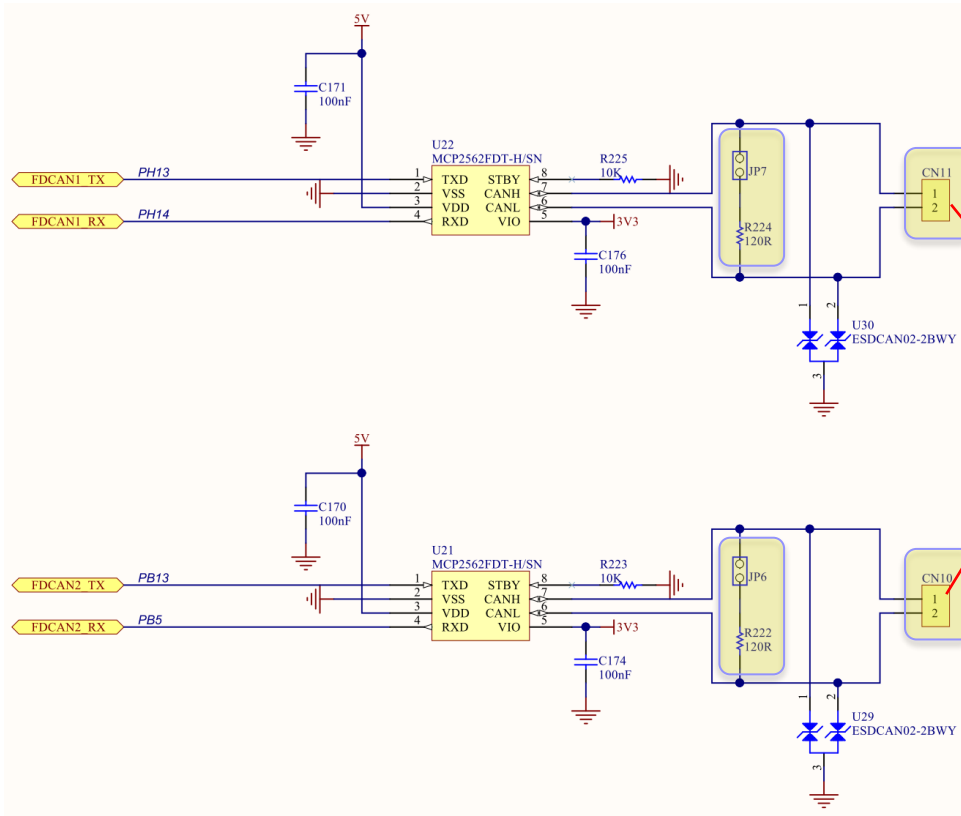 5V
C171
100nF
U22
MCP2562FDT-H/SN
FDCAN1_TX
PH13
1
TXD
STBY
8
R225
10K
2
VSS
CANH
7
3
VDD
CANL
6
FDCAN1_RX
PH14
4
RXD
VIO
5
3V3
C176
100nF
JP7
R224
120R
CN11
1
2
1
2
U30
ESDCAN02-2BWY
3
5V
C170
100nF
U21
MCP2562FDT-H/SN
FDCAN2_TX
PB13
1
TXD
STBY
8
R223
10K
2
VSS
CANH
7
3
VDD
CANL
6
FDCAN2_RX
PB5
4
RXD
VIO
5
3V3
C174
100nF
JP6
R222
120R
CN10
1
2
1
2
U29
ESDCAN02-2BWY
3